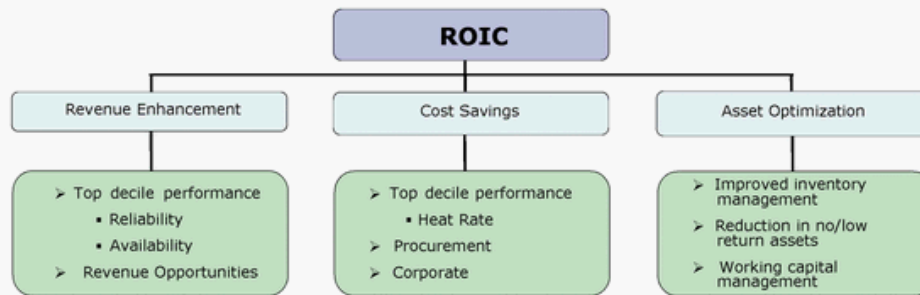 ROIC
Revenue Enhancement
Cost Savings
Asset Optimization
➢ Top decile performance
▪ Reliability
▪ Availability
➢ Revenue Opportunities
➢ Top decile performance
▪ Heat Rate
➢ Procurement
➢ Corporate
➢ Improved inventory
management
➢ Reduction in no/low
return assets
➢ Working capital
management